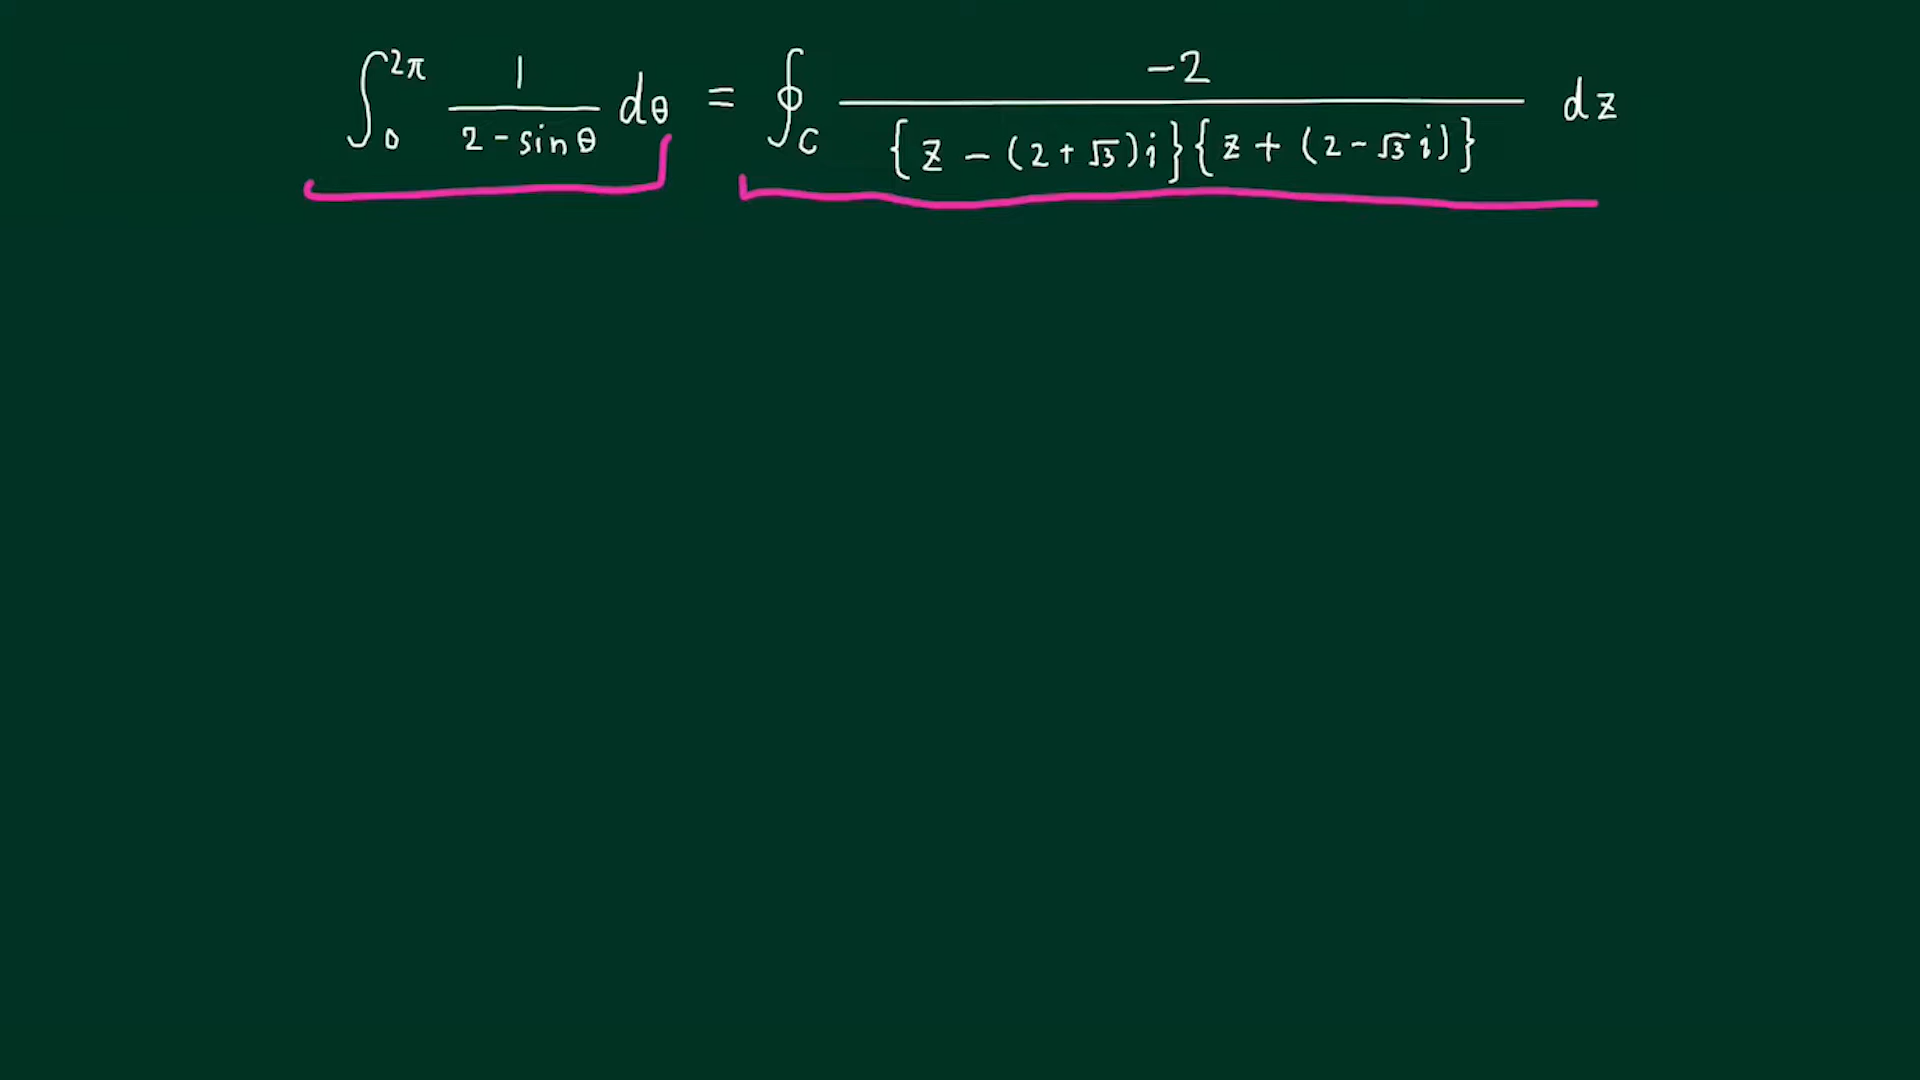 ∫₀^{2π} 1/(2 - sinθ) dθ = ∮_C -2/({z - (2 + √3)i}{z + (2 - √3 i)}) dz